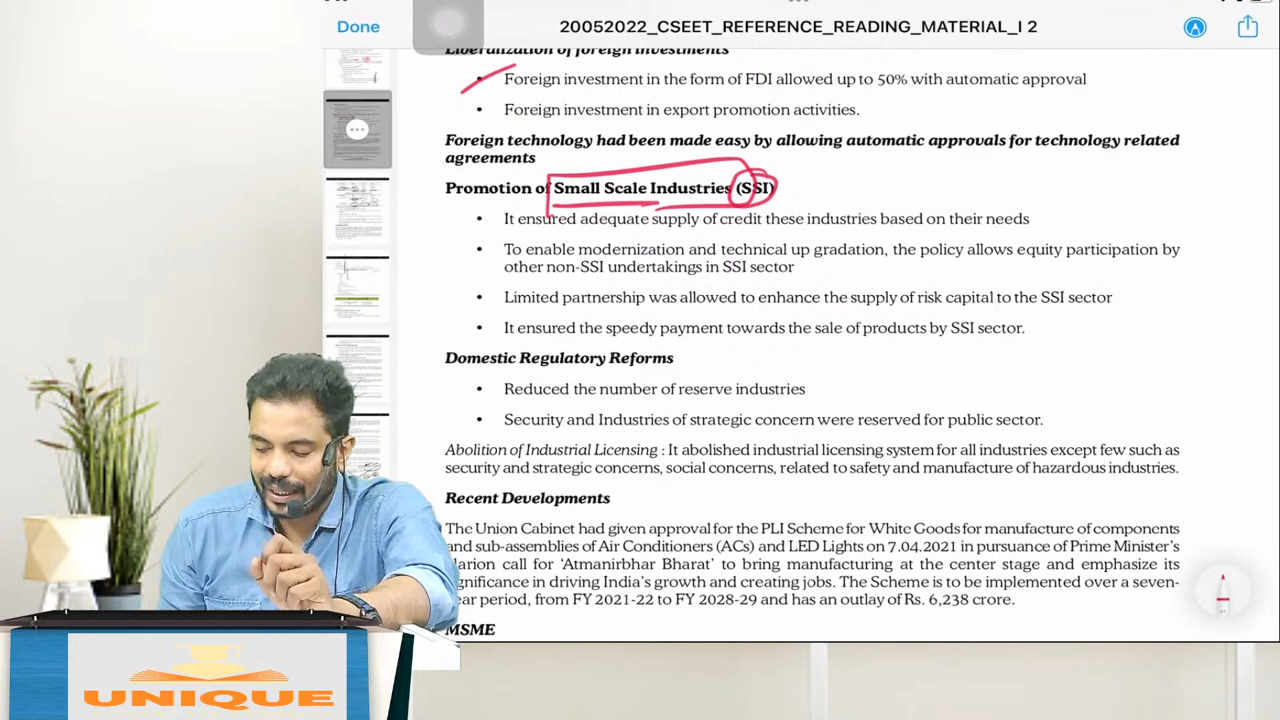 Done
20052022_CSEET_REFERENCE_READING_MATERIAL_I 2
Liberalization of foreign investments
• Foreign investment in the form of FDI allowed up to 50% with automatic approval
• Foreign investment in export promotion activities.
Foreign technology has been made easy by allowing automatic approvals for technology related
agreements
Promotion of Small Scale Industries (SSI)
• Ensured adequate supply of credit to the industries based on their needs
• To enable modernization and technology up gradation, the policy allows equity participation by
other non-SSI undertakings in SSI sector
• Limited partnership was allowed to enhance the supply of risk capital to these sector
• It ensured the speedy payment towards the sale of products by SSI sector.
Domestic Regulatory Reforms
• Reduced the number of reserve industry
• Security and Industries of strategic concern were reserved for public sector.
Abolition of Industrial Licensing : It abolished industry licensing system for all industries except few such as
security and strategic concern, social concerns, related to safety and manufacture of hazardous industries.
Recent Developments
The Union Cabinet had given approval for the PLI Scheme for White Goods for manufacture of components
and sub-assemblies of Air Conditioners (ACs) and LED Lights on 7.04.2021 in pursuance of Prime Minister's
clarion call for 'Atmanirbhar Bharat' to bring manufacturing at the center stage and emphasize its
significance in driving India's growth and creating jobs. The Scheme is to be implemented over a seven-
year period, from FY 2021-22 to FY 2028-29 and has an outlay of Rs. 6,238 crore.
MSME
UNIQUE